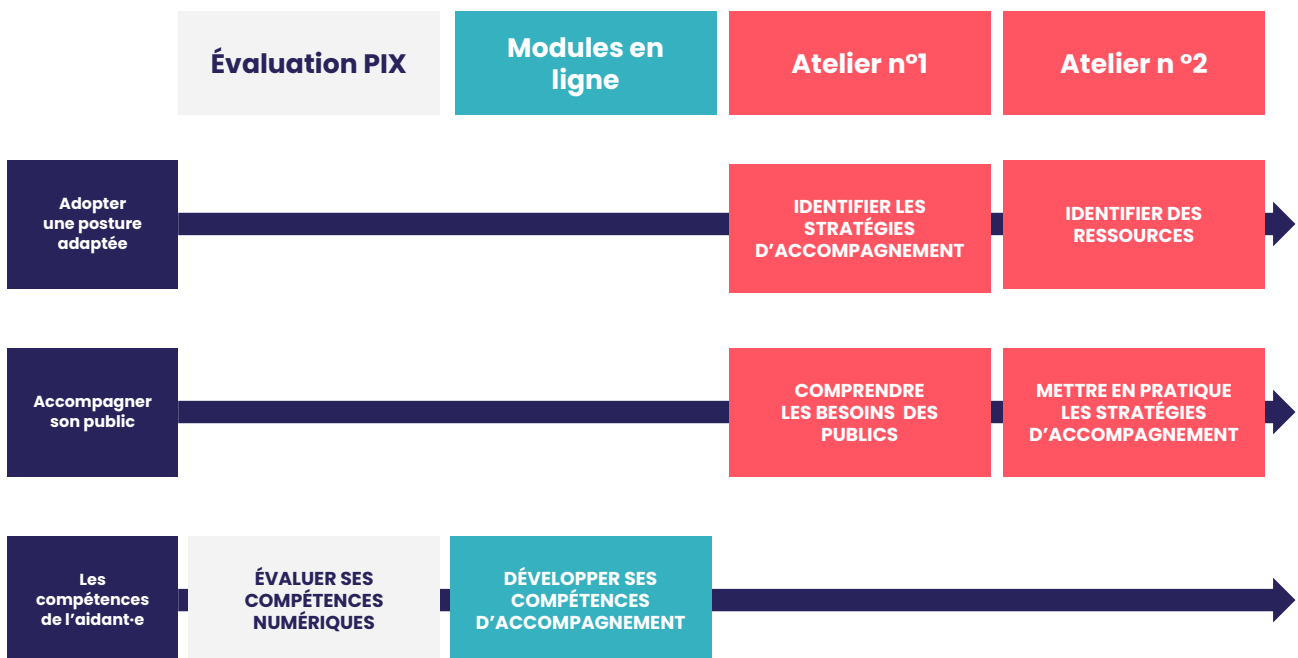 Évaluation PIX
Modules en
ligne
Atelier n°1
Atelier n °2
Adopter
une posture
adaptée
IDENTIFIER LES
STRATÉGIES
D’ACCOMPAGNEMENT
IDENTIFIER DES
RESSOURCES
Accompagner
son public
COMPRENDRE
LES BESOINS DES
PUBLICS
METTRE EN PRATIQUE
LES STRATÉGIES
D’ACCOMPAGNEMENT
Les
compétences
de l’aidant·e
ÉVALUER SES
COMPÉTENCES
NUMÉRIQUES
DÉVELOPPER SES
COMPÉTENCES
D’ACCOMPAGNEMENT